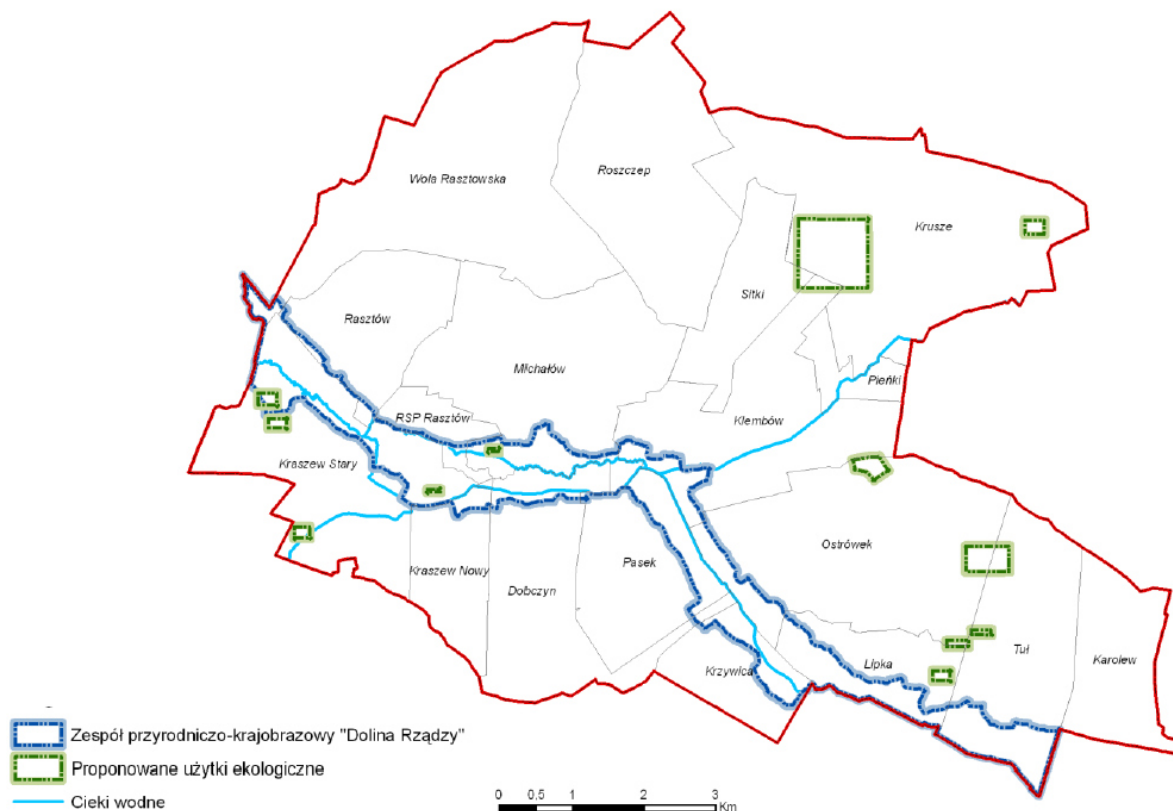 Wola Rasztowska
Roszczep
Krusze
Sitki
Rasztów
Michałów
Pieńki
RSP Rasztów
Klembów
Kraszew Stary
Ostrówek
Pasek
Kraszew Nowy
Dobczyn
Krzywica
Lipka
Tuł
Karolew
Zespół przyrodniczo-krajobrazowy "Dolina Rządzy"
Proponowane użytki ekologiczne
Cieki wodne
0 0.5 1 2 3
Km